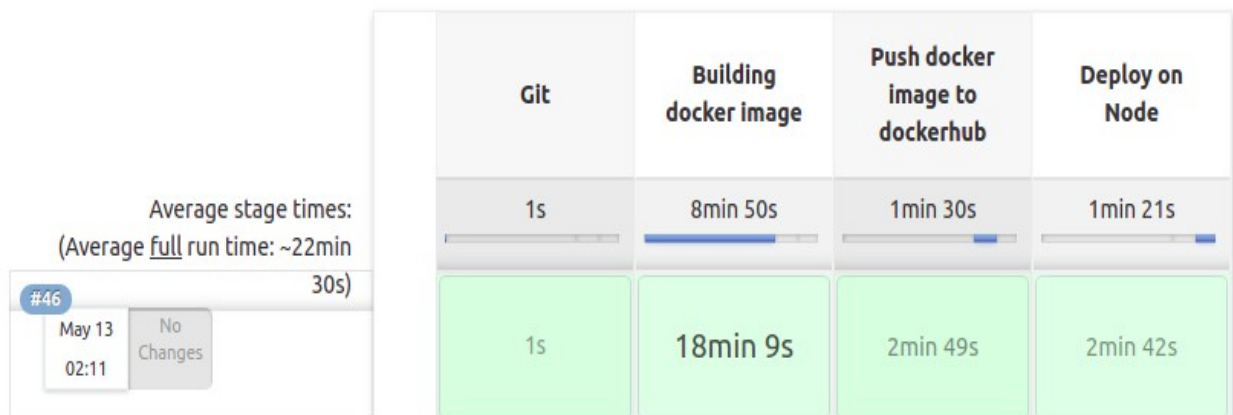 Git
Building
docker image
Push docker
image to
dockerhub
Deploy on
Node
Average stage times:
(Average full run time: ~22min
30s)
1s
8min 50s
1min 30s
1min 21s
#46
May 13
02:11
No
Changes
1s
18min 9s
2min 49s
2min 42s